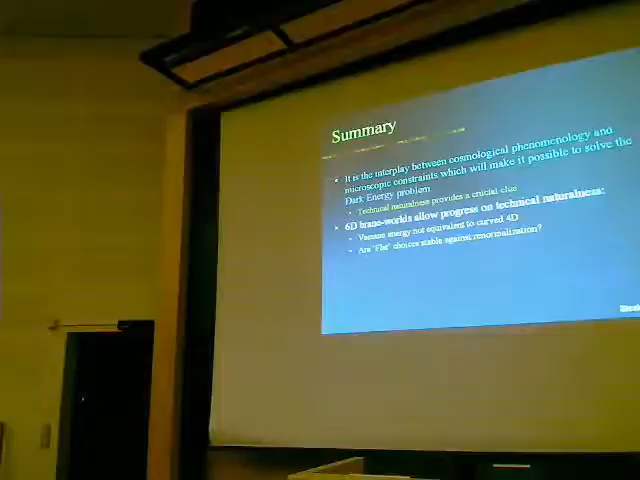 Summary
• It is the interplay between cosmological phenomenology and
microscopic constraints which will make it possible to solve the
Dark Energy problem
• Technical naturalness provides a crucial clue
• 6D brane-worlds allow progress on technical naturalness:
• Vacuum energy not equivalent to curved 4D
• Are 'Flat' choices stable against renormalization?